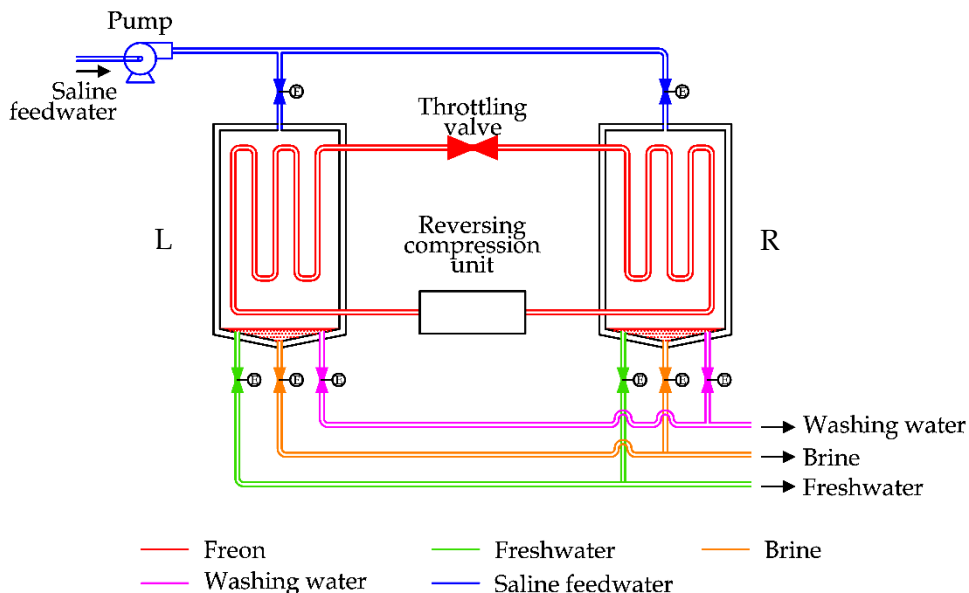 Pump
Saline
feedwater
E
E
Throttling
valve
L
Reversing
compression
unit
R
E
E
E
E
E
E
Washing water
Brine
Freshwater
Freon
Freshwater
Brine
Washing water
Saline feedwater